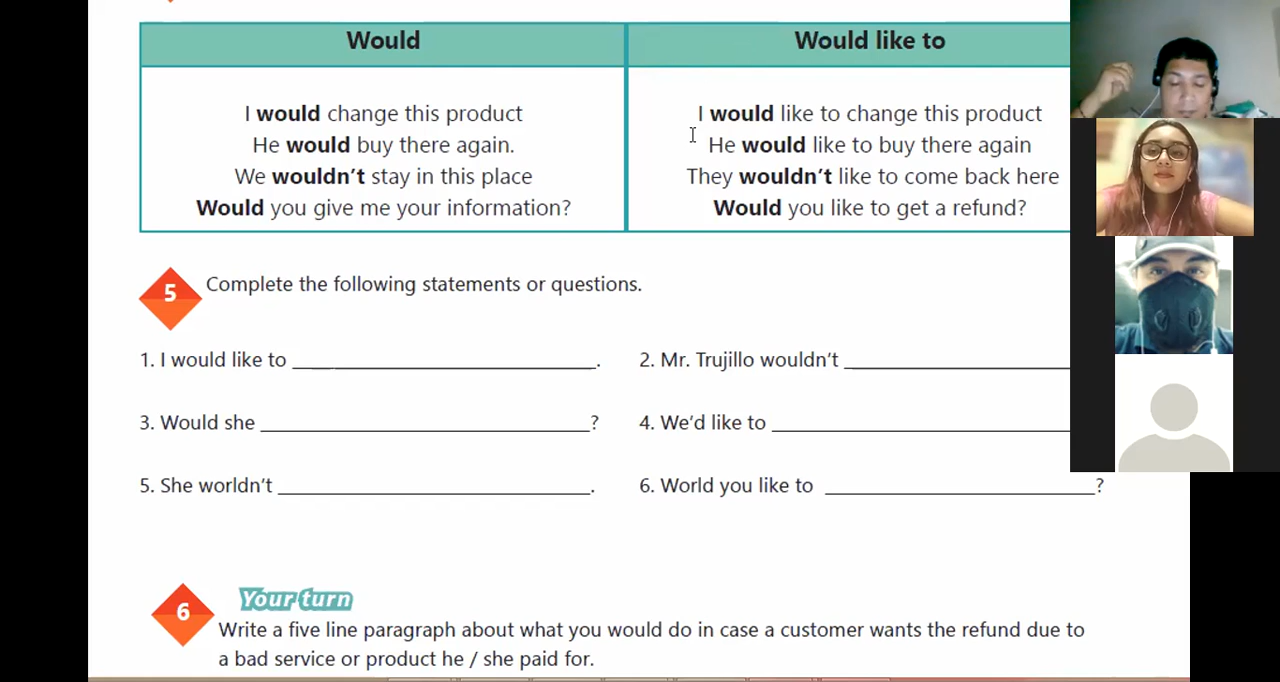 Would
Would like to
I would change this product
He would buy there again.
We wouldn't stay in this place
Would you give me your information?
I would like to change this product
He would like to buy there again
They wouldn't like to come back here
Would you like to get a refund?
5 Complete the following statements or questions.
1. I would like to ____________________.
2. Mr. Trujillo wouldn't ____________________
3. Would she ____________________?
4. We'd like to ____________________
5. She worldn't ____________________.
6. World you like to ____________________?
6 Your turn
Write a five line paragraph about what you would do in case a customer wants the refund due to
a bad service or product he / she paid for.